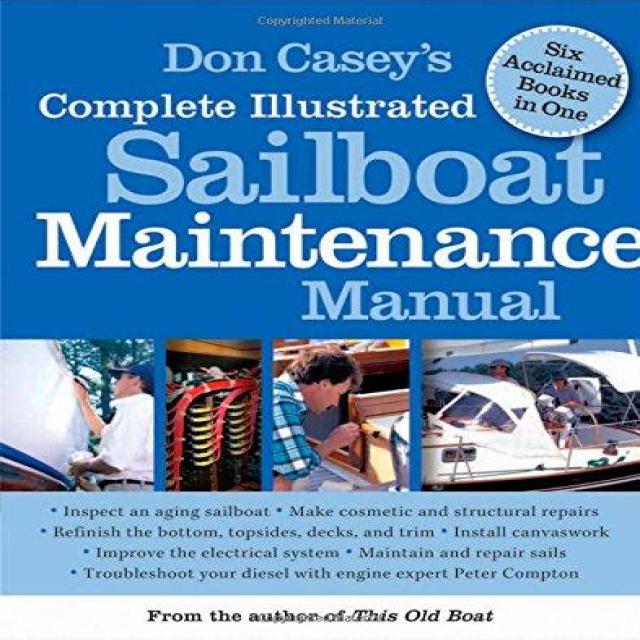 Copyrighted Material
Don Casey's
Complete Illustrated
Six
Acclaimed
Books
in One
Sailboat
Maintenance
Manual
• Inspect an aging sailboat • Make cosmetic and structural repairs
• Refinish the bottom, topsides, decks, and trim • Install canvaswork
• Improve the electrical system • Maintain and repair sails
• Troubleshoot your diesel with engine expert Peter Compton
From the author of This Old Boat
Copyrighted Material